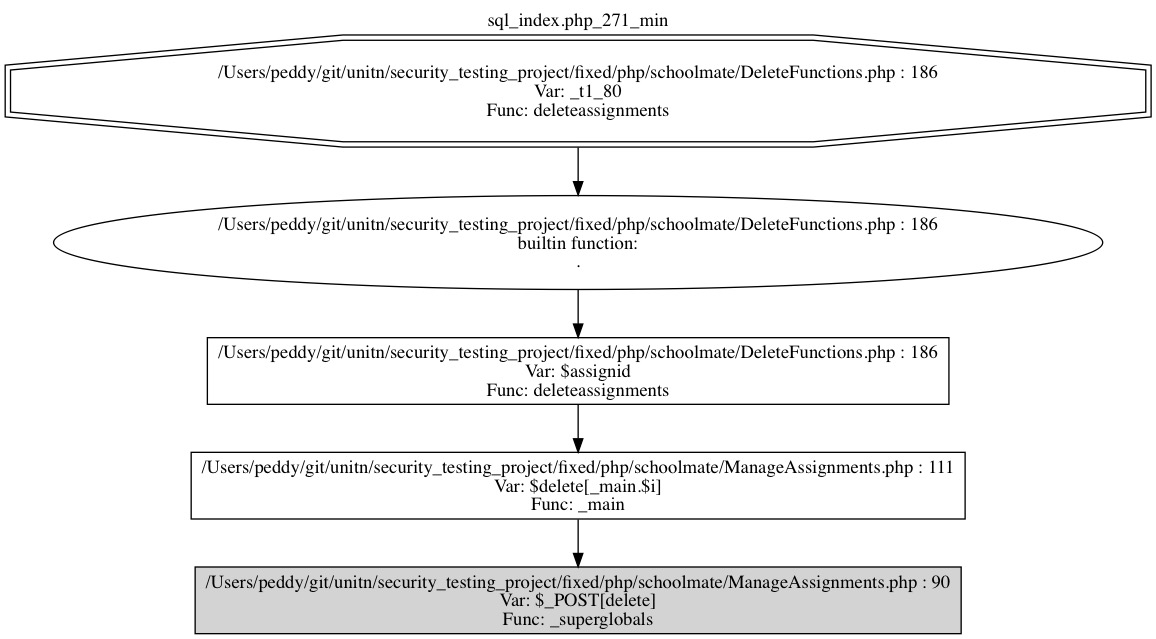 sql_index.php_271_min
/Users/peddy/git/unitn/security_testing_project/fixed/php/schoolmate/DeleteFunctions.php : 186
Var: _t1_80
Func: deleteassignments
/Users/peddy/git/unitn/security_testing_project/fixed/php/schoolmate/DeleteFunctions.php : 186
builtin function:
.
/Users/peddy/git/unitn/security_testing_project/fixed/php/schoolmate/DeleteFunctions.php : 186
Var: $assignid
Func: deleteassignments
/Users/peddy/git/unitn/security_testing_project/fixed/php/schoolmate/ManageAssignments.php : 111
Var: $delete[_main.$i]
Func: _main
/Users/peddy/git/unitn/security_testing_project/fixed/php/schoolmate/ManageAssignments.php : 90
Var: $_POST[delete]
Func: _superglobals